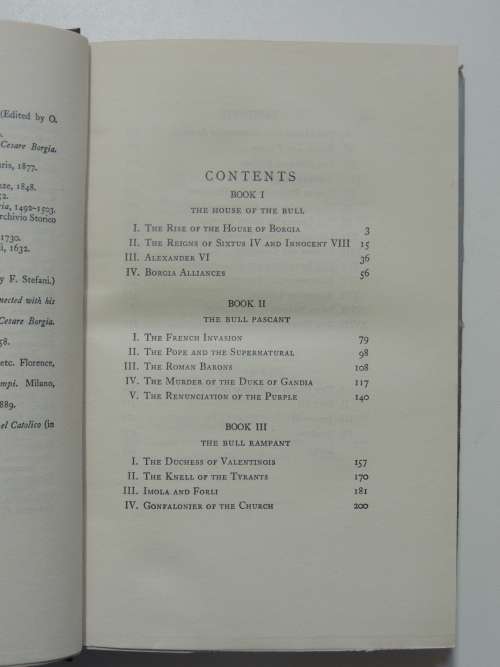 (Edited by O.
Cesare Borgia.
aris, 1877.
1848.
1492-1503.
rchivio Storico
1730.
1632.
y F. Stefani.)
nected with his
Cesare Borgia.
58.
etc. Florence,
mpi. Milano,
889.
el Catolico (in
CONTENTS
BOOK I
THE HOUSE OF THE BULL
I. THE RISE OF THE HOUSE OF BORGIA 3
II. THE REIGNS OF SIXTUS IV AND INNOCENT VIII 15
III. ALEXANDER VI 36
IV. BORGIA ALLIANCES 56
BOOK II
THE BULL PASCANT
I. THE FRENCH INVASION 79
II. THE POPE AND THE SUPERNATURAL 98
III. THE ROMAN BARONS 108
IV. THE MURDER OF THE DUKE OF GANDIA 117
V. THE RENUNCIATION OF THE PURPLE 140
BOOK III
THE BULL RAMPANT
I. THE DUCHESS OF VALENTINOIS 157
II. THE KNELL OF THE TYRANTS 170
III. IMOLA AND FORLI 181
IV. GONFALONIER OF THE CHURCH 200